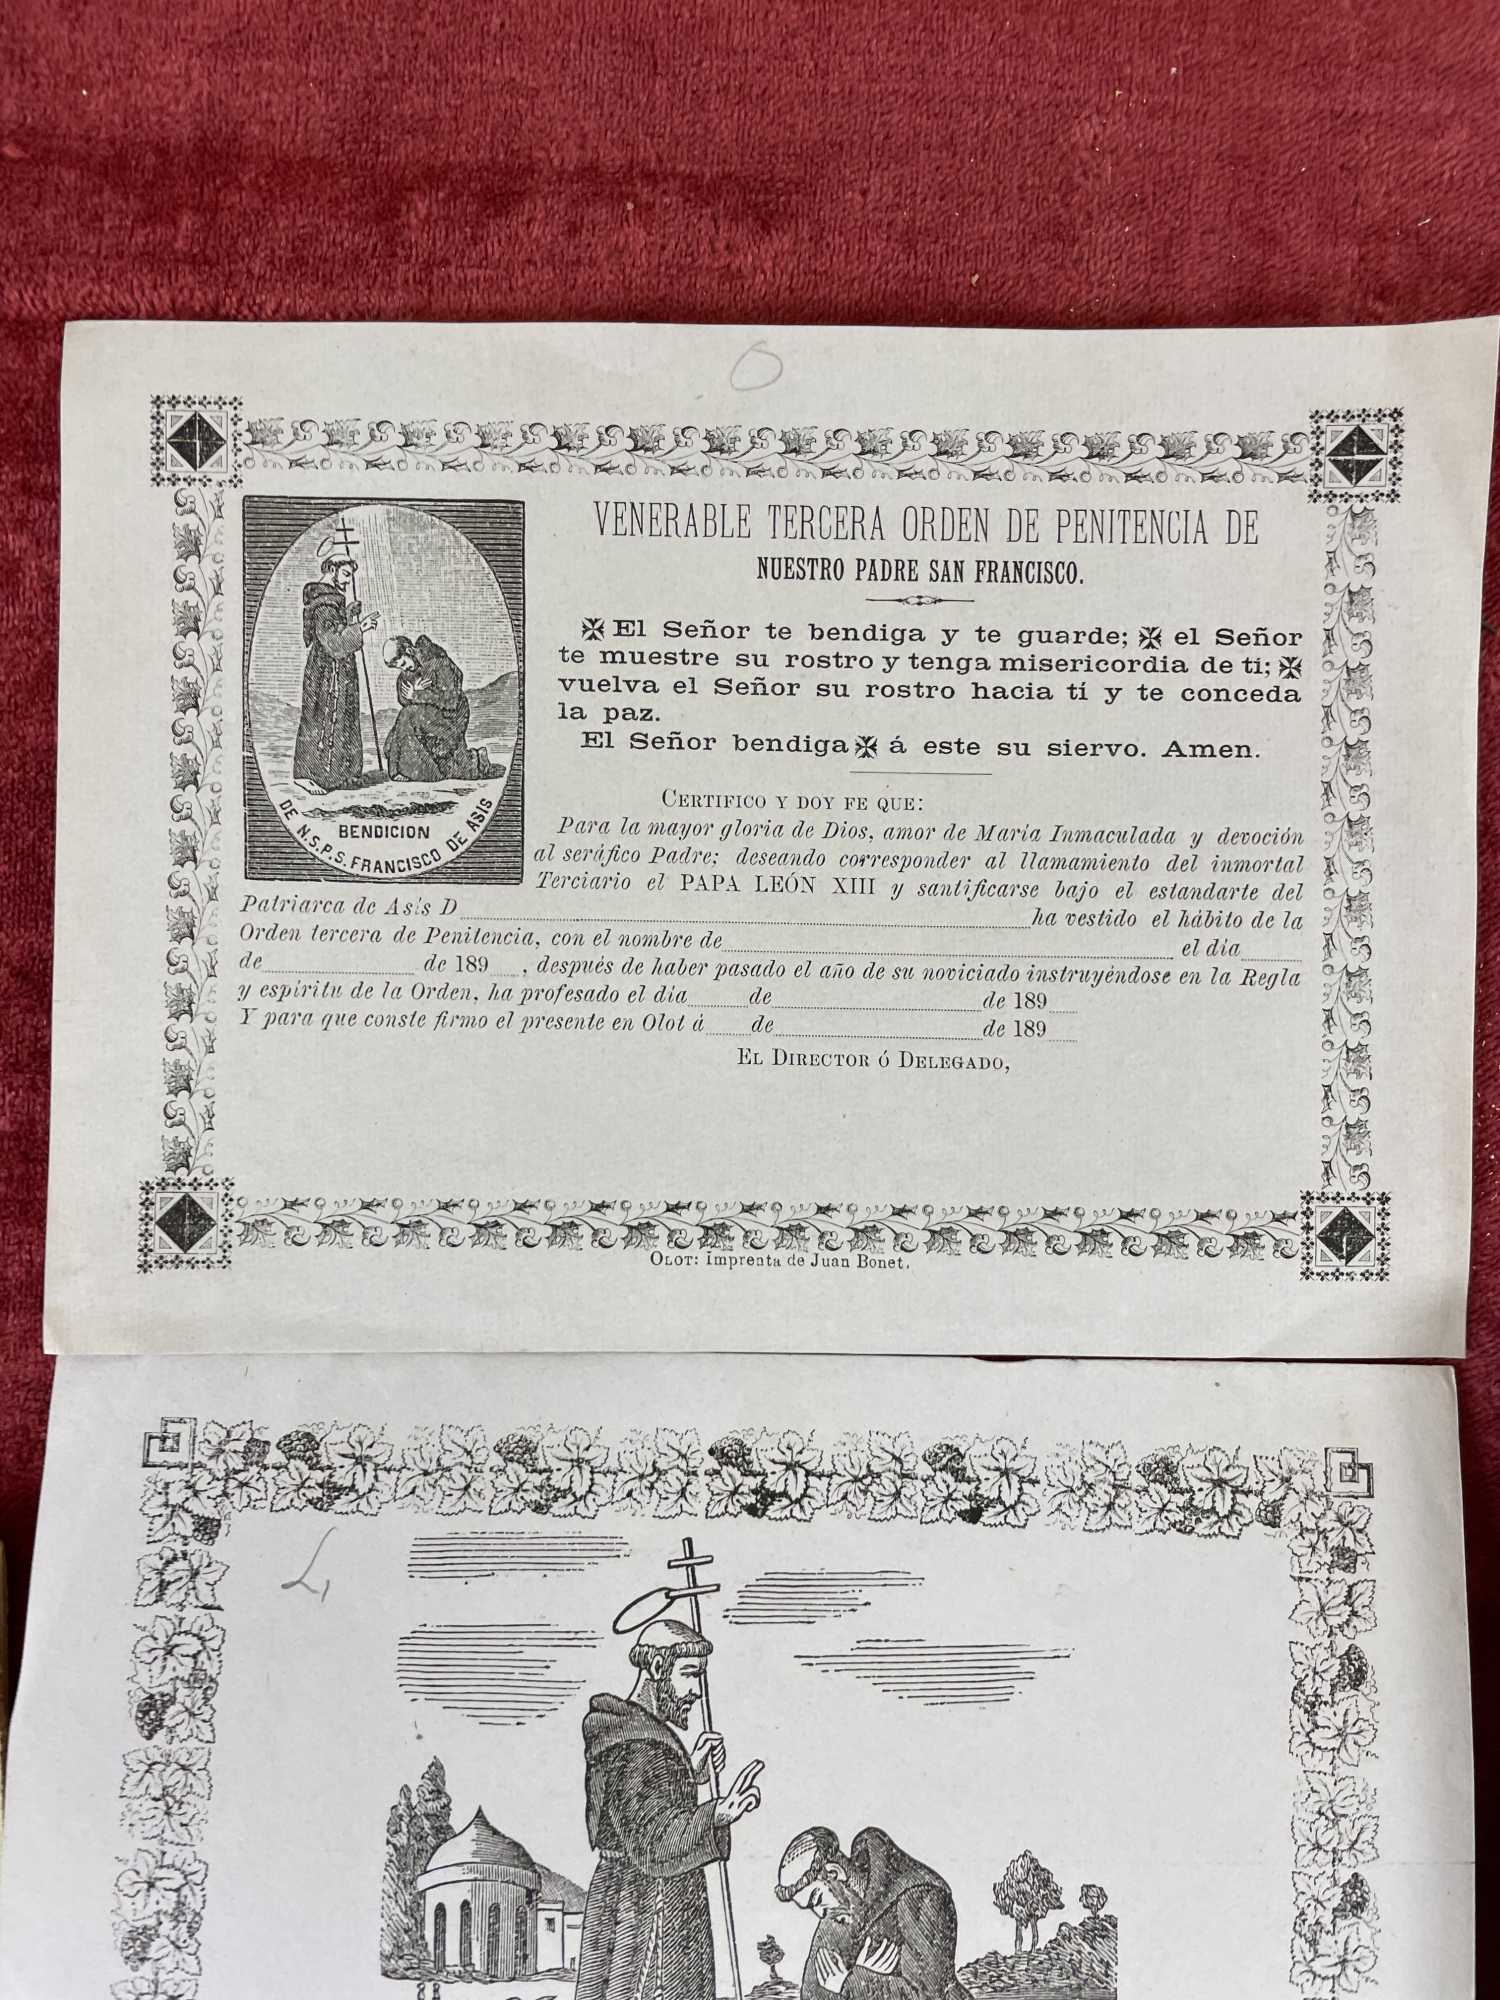 VENERABLE TERCERA ORDEN DE PENITENCIA DE
NUESTRO PADRE SAN FRANCISCO.
✠ El Señor te bendiga y te guarde; ✠ el Señor
te muestre su rostro y tenga misericordia de tí; ✠
vuelva el Señor su rostro hacia tí y te conceda
la paz.
El Señor bendiga ✠ á este su siervo. Amen.
BENDICION
DE N.S.P.S. FRANCISCO DE ASIS
CERTIFICO Y DOY FE QUE:
Para la mayor gloria de Dios, amor de María Inmaculada y devoción
al seráfico Padre; deseando corresponder al llamamiento del inmortal
Terciario el PAPA LEÓN XIII y santificarse bajo el estandarte del
Patriarca de Asís D ha vestido el hábito de la
Orden tercera de Penitencia, con el nombre de el día
de de 189 , después de haber pasado el año de su noviciado instruyéndose en la Regla
y espíritu de la Orden, ha profesado el día de de 189
Y para que conste firmo el presente en Olot á de de 189
EL DIRECTOR Ó DELEGADO,
OLOT: Imprenta de Juan Bonet.